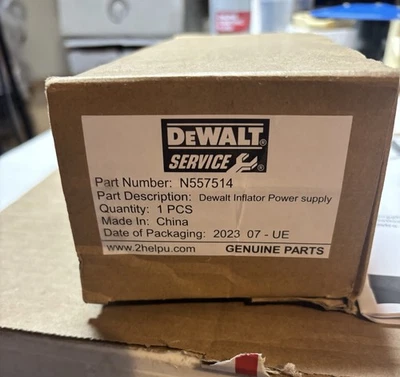 DEWALT®
SERVICE
Part Number: N557514
Part Description: Dewalt Inflator Power supply
Quantity: 1 PCS
Made In: China
Date of Packaging: 2023 07 - UE
www.2helpu.com GENUINE PARTS